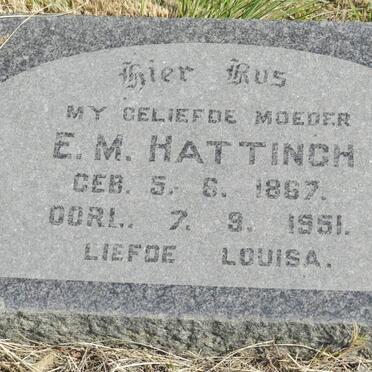 Hier Rus
MY GELIEFDE MOEDER
E. M. HATTINGH
GEB. 5. 6. 1867.
OORL. 7. 9. 1951.
LIEFDE LOUISA.